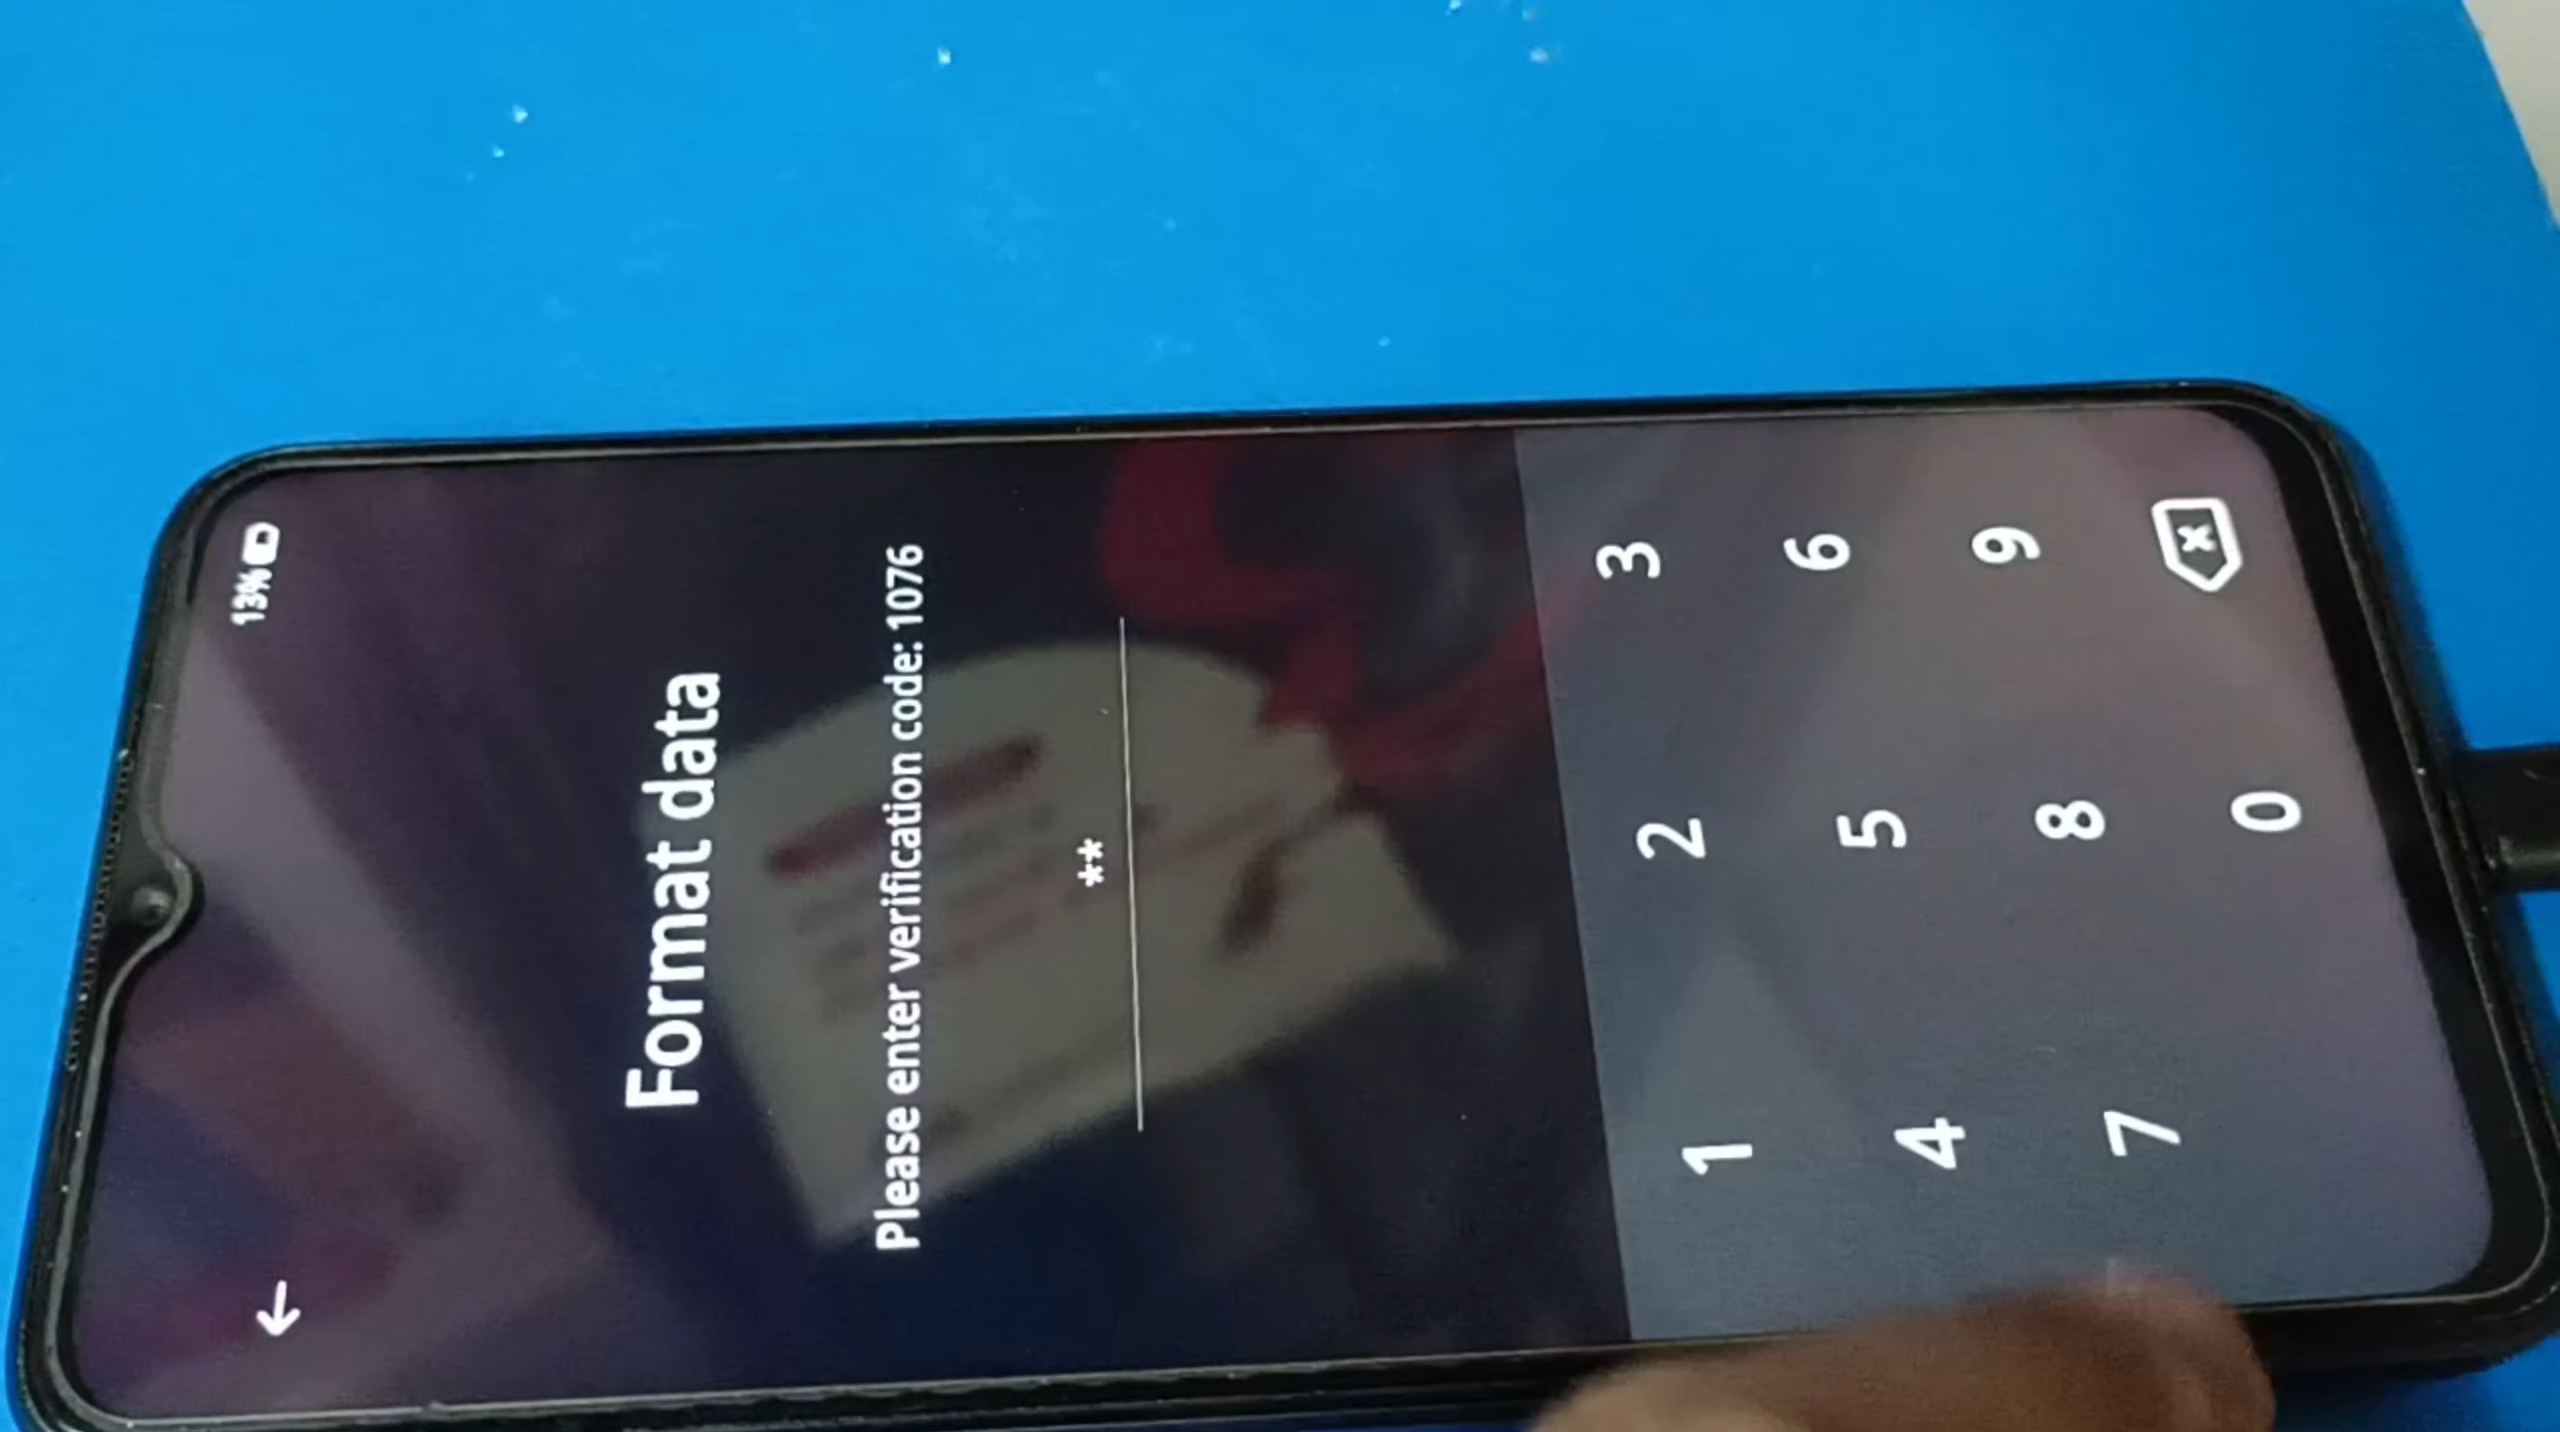 13%
Format data
Please enter verification code: 1076
**
1 2 3
4 5 6
7 8 9
0